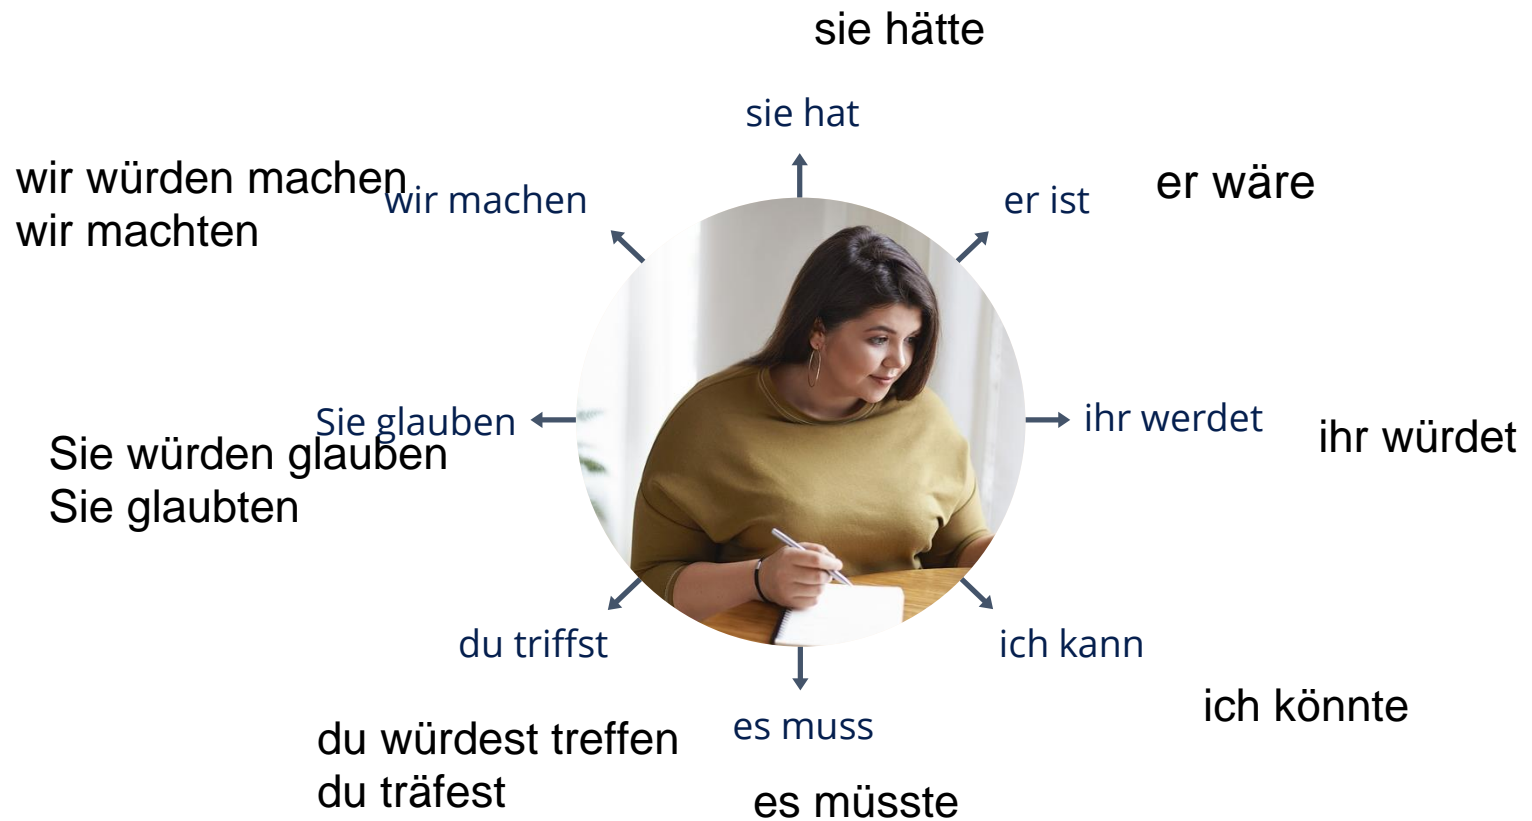 sie hätte
sie hat
wir würden machen
wir machten
wir machen
er ist
er wäre
Sie glauben
Sie würden glauben
Sie glaubten
ihr werdet
ihr würdet
du triffst
du würdest treffen
du träfest
es muss
es müsste
ich kann
ich könnte